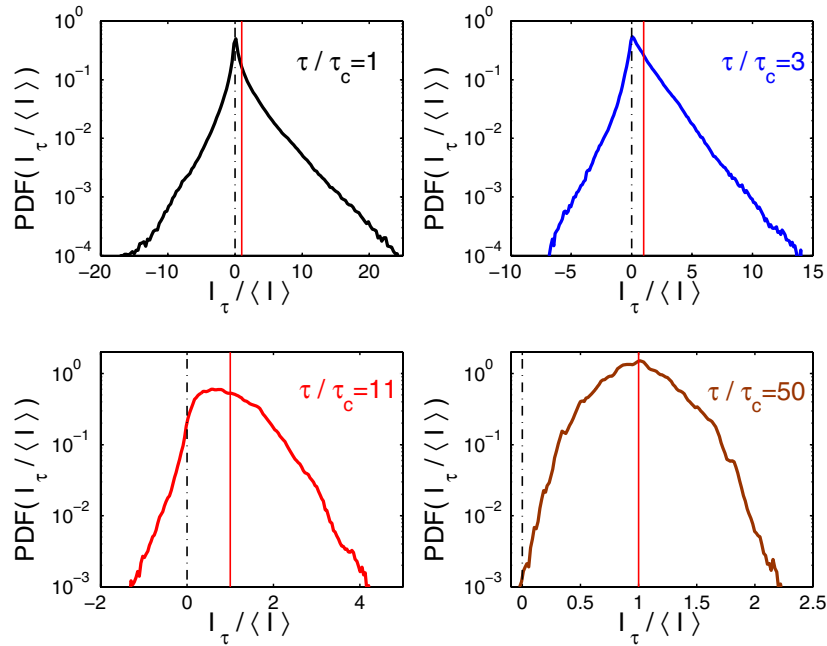 10^0
10^-1
10^-2
10^-3
10^-4
PDF( I_τ / ⟨ I ⟩ )
τ / τ_c=1
−20 −10 0 10 20
I_τ / ⟨ I ⟩
10^0
10^-1
10^-2
10^-3
10^-4
PDF( I_τ / ⟨ I ⟩ )
τ / τ_c=3
−10 −5 0 5 10 15
I_τ / ⟨ I ⟩
10^0
10^-1
10^-2
10^-3
PDF( I_τ / ⟨ I ⟩ )
τ / τ_c=11
−2 0 2 4
I_τ / ⟨ I ⟩
10^0
10^-1
10^-2
10^-3
PDF( I_τ / ⟨ I ⟩ )
τ / τ_c=50
0 0.5 1 1.5 2 2.5
I_τ / ⟨ I ⟩